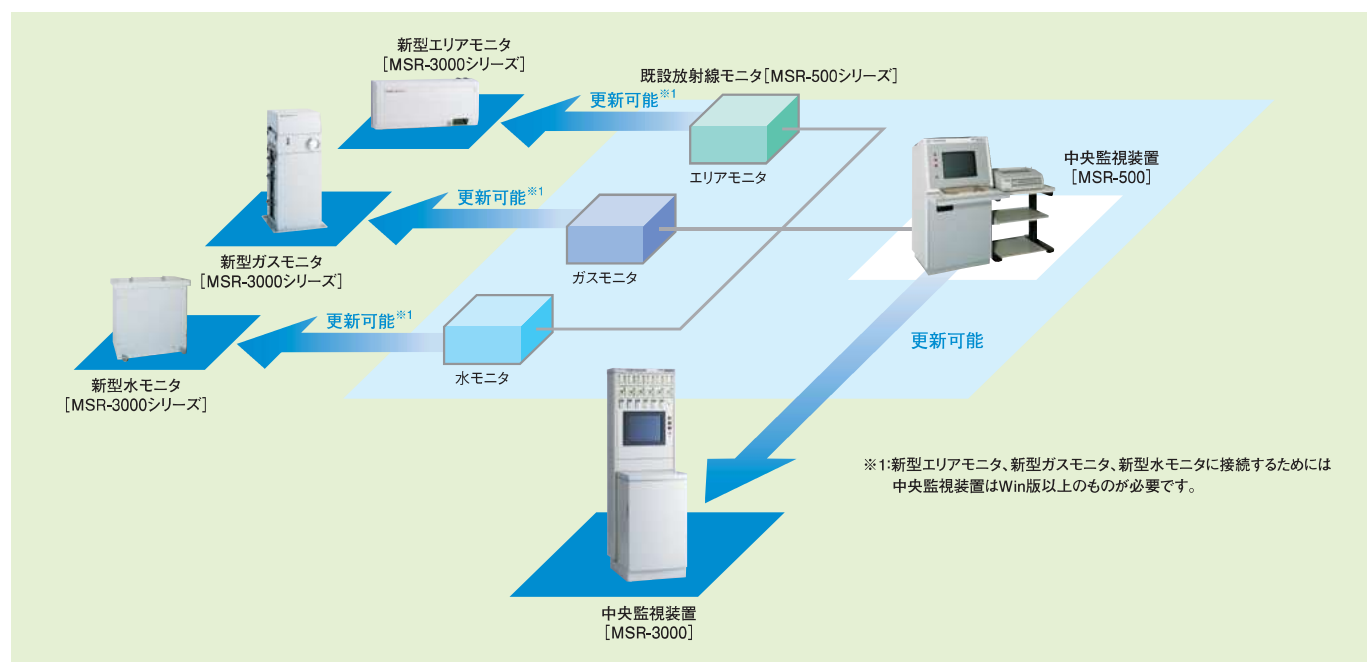 新型エリアモニタ
[MSR-3000シリーズ]
既設放射線モニタ[MSR-500シリーズ]
更新可能※1
エリアモニタ
中央監視装置
[MSR-500]
更新可能※1
新型ガスモニタ
[MSR-3000シリーズ]
ガスモニタ
更新可能※1
新型水モニタ
[MSR-3000シリーズ]
水モニタ
更新可能
※1:新型エリアモニタ、新型ガスモニタ、新型水モニタに接続するためには
中央監視装置はWin版以上のものが必要です。
中央監視装置
[MSR-3000]